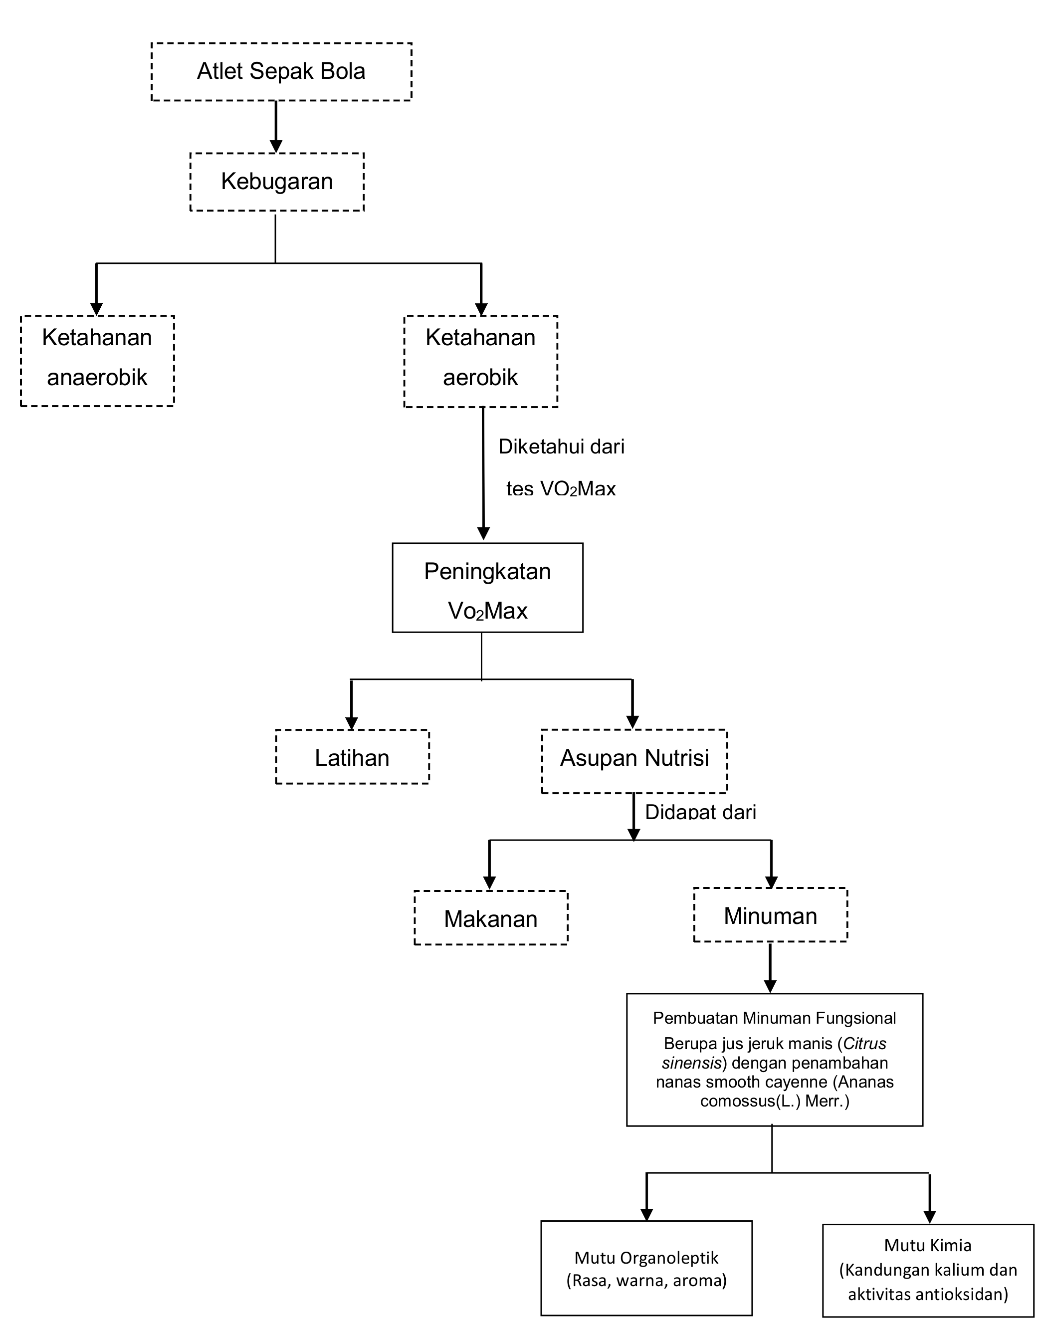 Atlet Sepak Bola
Kebugaran
Ketahanan
anaerobik
Ketahanan
aerobik
Diketahui dari
tes VO₂Max
Peningkatan
Vo₂Max
Latihan
Asupan Nutrisi
Didapat dari
Makanan
Minuman
Pembuatan Minuman Fungsional
Berupa jus jeruk manis (Citrus
sinensis) dengan penambahan
nanas smooth cayenne (Ananas
comossus(L.) Merr.)
Mutu Organoleptik
(Rasa, warna, aroma)
Mutu Kimia
(Kandungan kalium dan
aktivitas antioksidan)